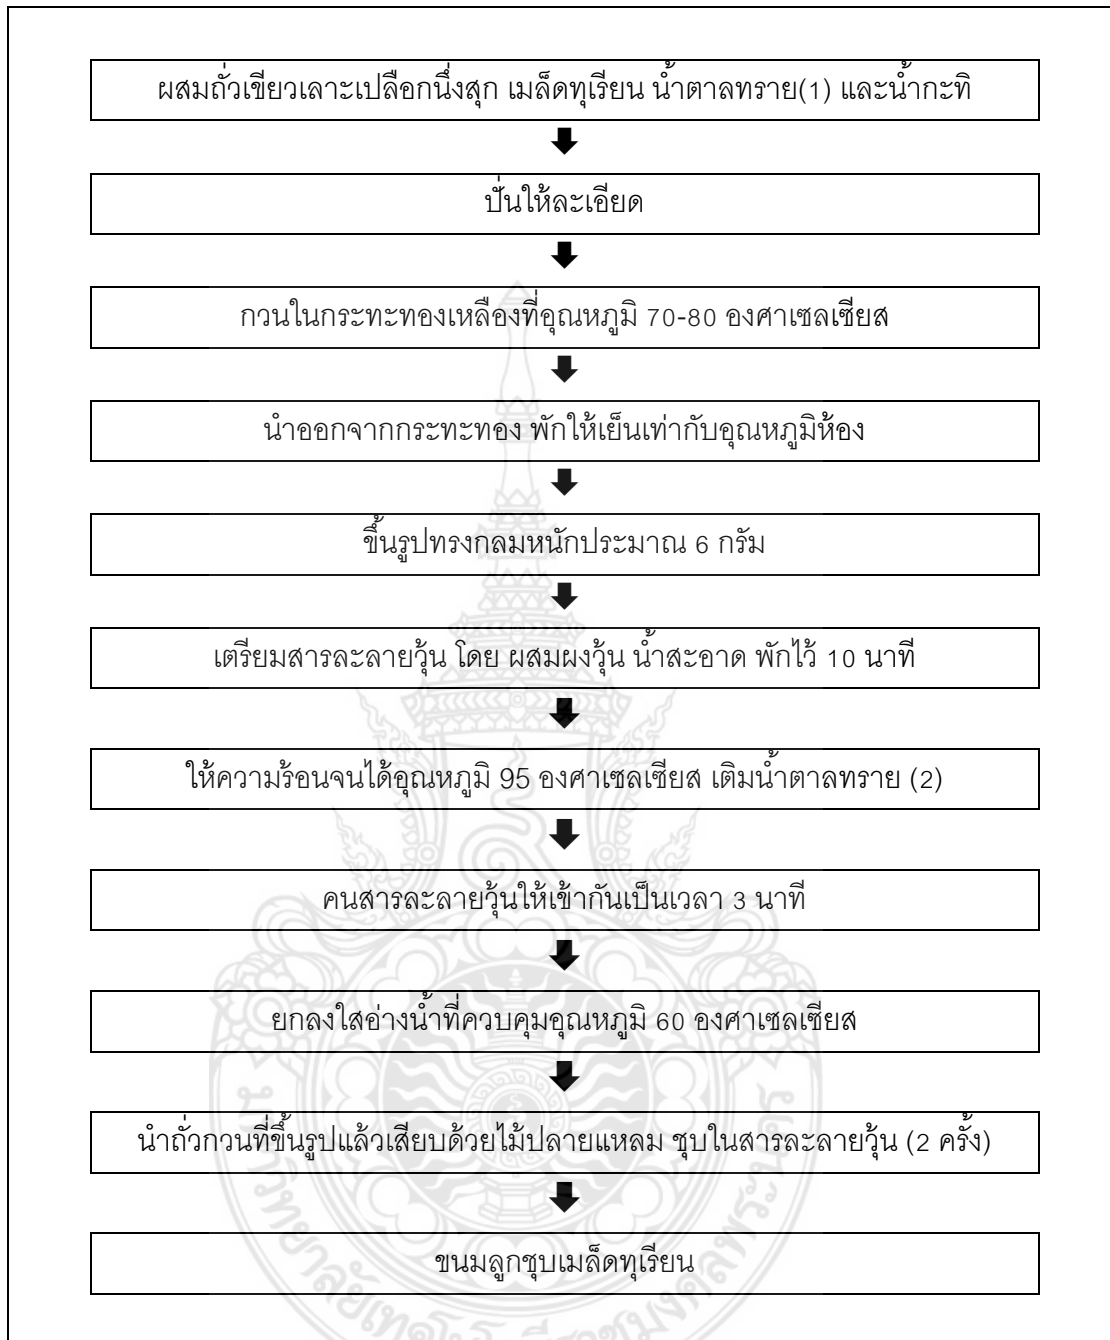 ผสมถั่วเขียวเลาะเปลือกนึ่งสุก เมล็ดทุเรียน น้ำตาลทราย(1) และน้ำกะทิ
ปั่นให้ละเอียด
กวนในกระทะทองเหลืองที่อุณหภูมิ 70-80 องศาเซลเซียส
นำออกจากกระทะทอง พักให้เย็นเท่ากับอุณหภูมิห้อง
ขึ้นรูปทรงกลมหนักประมาณ 6 กรัม
เตรียมสารละลายวุ้น โดย ผสมผงวุ้น น้ำสะอาด พักไว้ 10 นาที
ให้ความร้อนจนได้อุณหภูมิ 95 องศาเซลเซียส เติมน้ำตาลทราย (2)
คนสารละลายวุ้นให้เข้ากันเป็นเวลา 3 นาที
ยกลงใส่อ่างน้ำที่ควบคุมอุณหภูมิ 60 องศาเซลเซียส
นำถั่วกวนที่ขึ้นรูปแล้วเสียบด้วยไม้ปลายแหลม ชุบในสารละลายวุ้น (2 ครั้ง)
ขนมลูกชุบเมล็ดทุเรียน